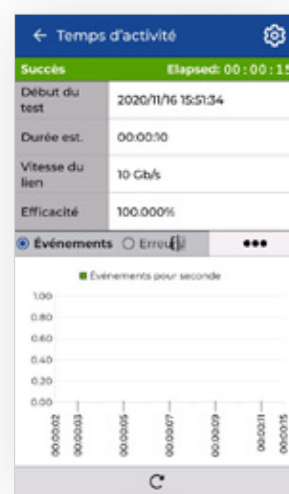 Temps d'activité
Succès Elapsed: 00:00:15
Début du test 2020/11/16 15:51:34
Durée est. 00:00:10
Vitesse du lien 10 Gb/s
Efficacité 100.000%
Événements
Événements pour seconde
1.00
0.80
0.60
0.40
0.20
0.00
00:00:02 00:00:03 00:00:05 00:00:07 00:00:09 00:00:11 00:00:15